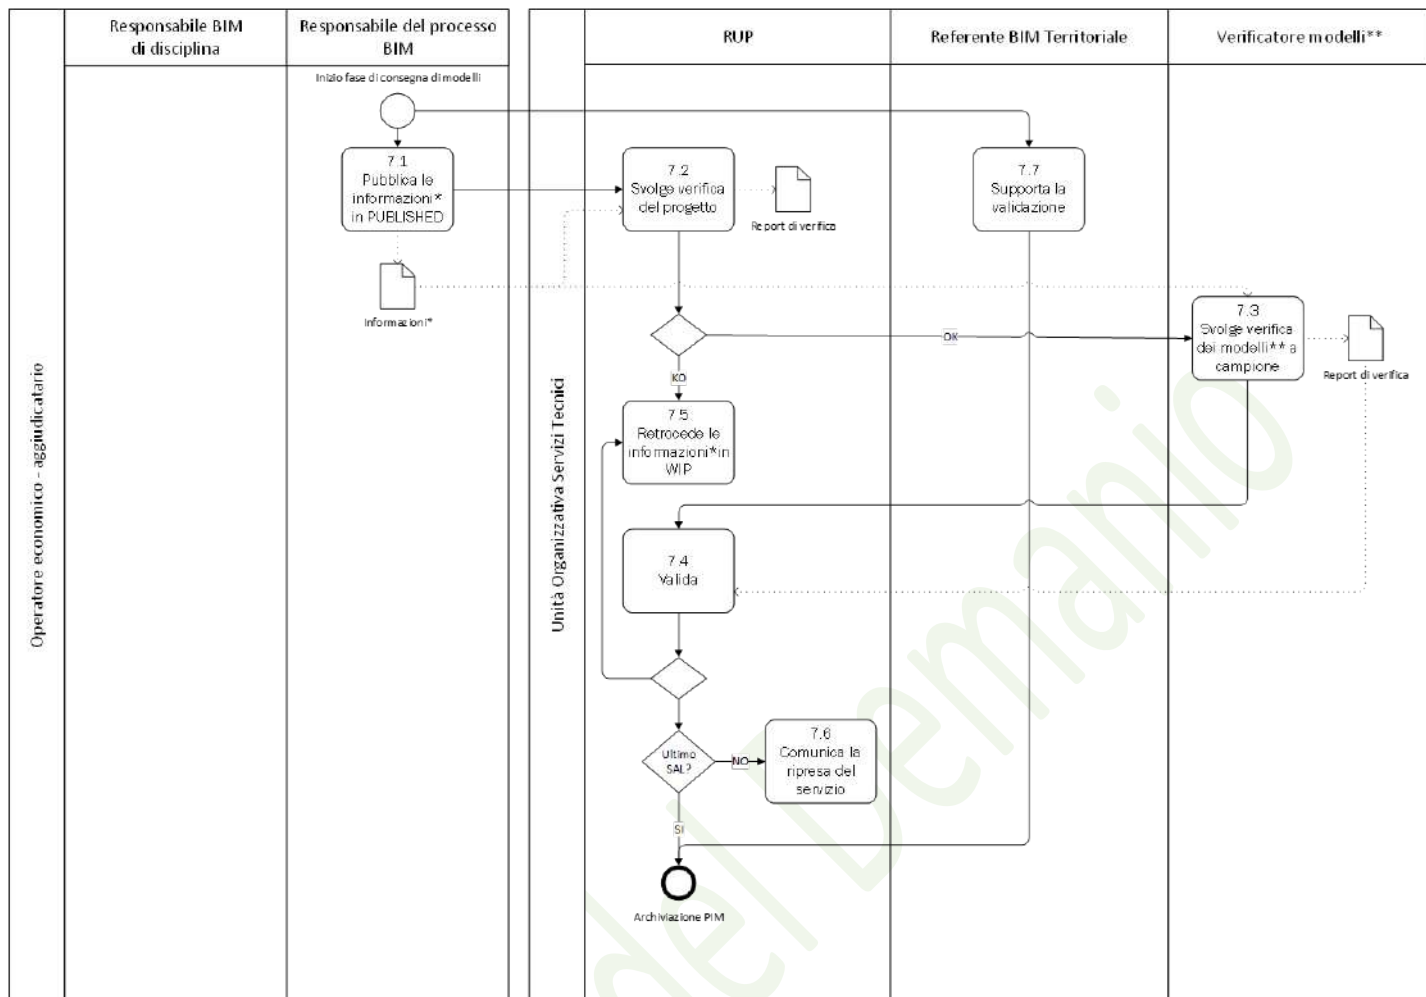 Responsabile BIM
di disciplina
Responsabile del processo
BIM
RUP
Referente BIM Territoriale
Verificatore modelli**
Operatore economico - aggiudicatario
Unità Organizzativa Servizi Tecnici
Inizio fase di consegna di modelli
7.1
Pubblica le
informazioni*
in PUBLISHED
Informazioni*
7.2
Svolge verifica
del progetto
Report di verifica
7.7
Supporta la
validazione
OK
7.3
Svolge verifica
dei modelli** a
campione
Report di verifica
KO
7.5
Retrocede le
informazioni*in
WIP
7.4
Valida
Ultimo
SAL?
NO
7.6
Comunica la
ripresa del
servizio
SI
Archiviazione PIM
del Demanio